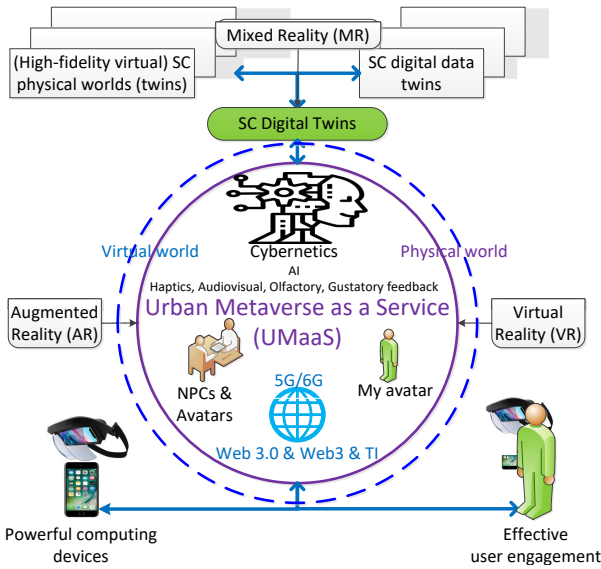 Mixed Reality (MR)
(High-fidelity virtual) SC
physical worlds (twins)
SC digital data
twins
SC Digital Twins
Virtual world
Physical world
Cybernetics
AI
Haptics, Audiovisual, Olfactory, Gustatory feedback
Urban Metaverse as a Service
(UMaaS)
Augmented
Reality (AR)
Virtual
Reality (VR)
NPCs &
Avatars
My avatar
5G/6G
Web 3.0 & Web3 & TI
Powerful computing
devices
Effective
user engagement